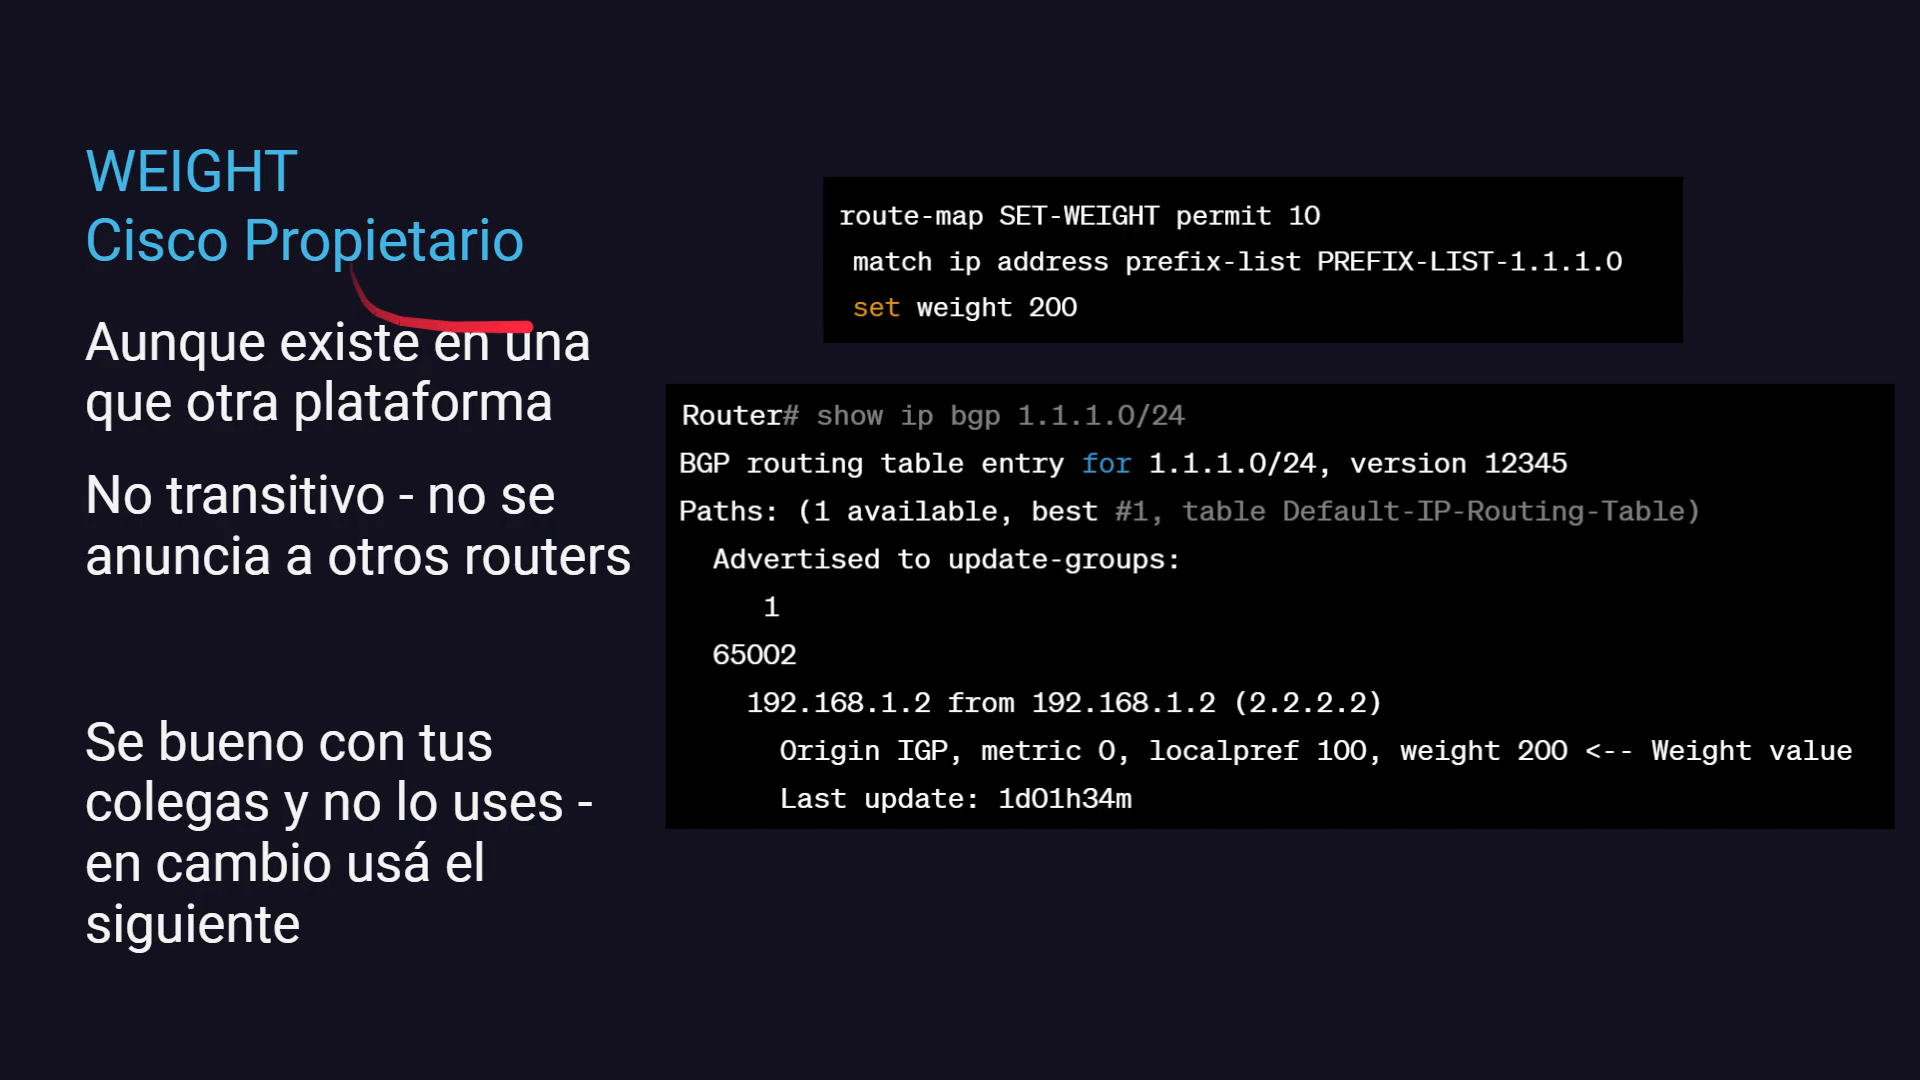 WEIGHT
Cisco Propietario
Aunque existe en una
que otra plataforma
No transitivo - no se
anuncia a otros routers
Se bueno con tus
colegas y no lo uses -
en cambio usá el
siguiente
route-map SET-WEIGHT permit 10
match ip address prefix-list PREFIX-LIST-1.1.1.0
set weight 200
Router# show ip bgp 1.1.1.0/24
BGP routing table entry for 1.1.1.0/24, version 12345
Paths: (1 available, best #1, table Default-IP-Routing-Table)
Advertised to update-groups:
1
65002
192.168.1.2 from 192.168.1.2 (2.2.2.2)
Origin IGP, metric 0, localpref 100, weight 200 <-- Weight value
Last update: 1d01h34m